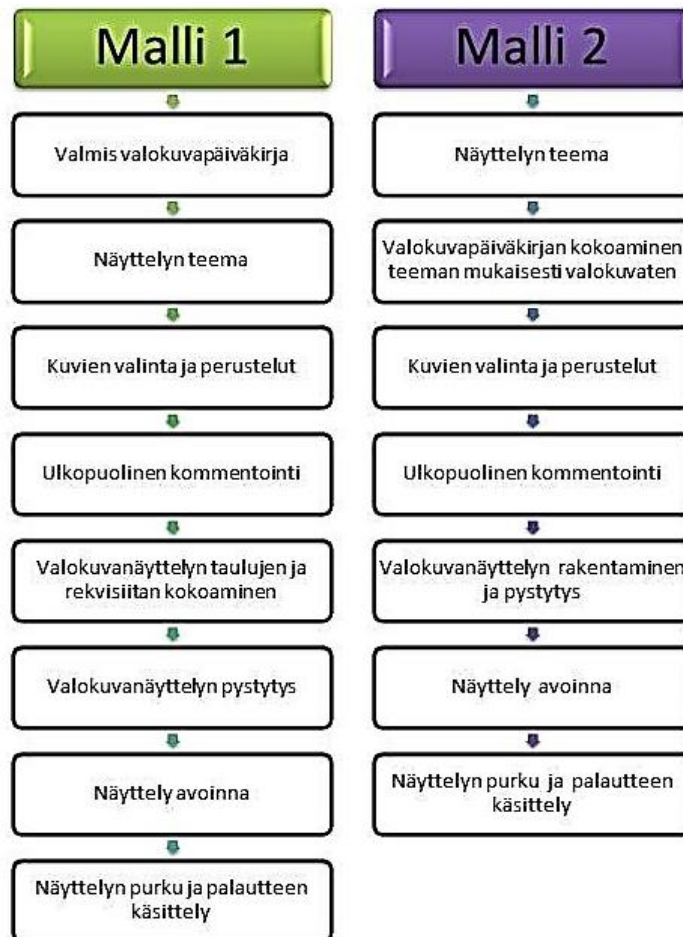 Malli 1
Valmis valokuvapäiväkirja
Näyttelyn teema
Kuvien valinta ja perustelut
Ulkopuolinen kommentointi
Valokuvanäyttelyn taulujen ja
rekvisiitan kokoaminen
Valokuvanäyttelyn pystytys
Näyttely avoinna
Näyttelyn purku ja palautteen
käsittely
Malli 2
Näyttelyn teema
Valokuvapäiväkirjan kokoaminen
teeman mukaisesti valokuvaten
Kuvien valinta ja perustelut
Ulkopuolinen kommentointi
Valokuvanäyttelyn rakentaminen
ja pystytys
Näyttely avoinna
Näyttelyn purku ja palautteen
käsittely